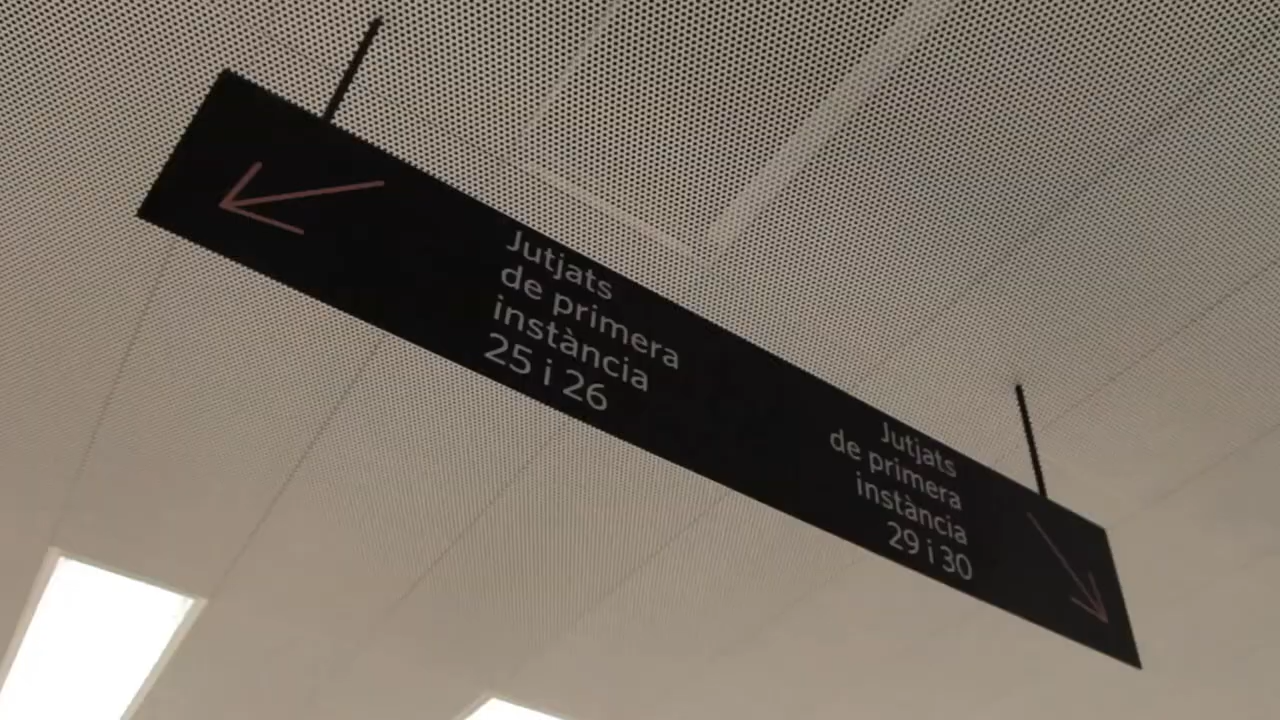 Jutjats
de primera
instància
25 i 26
Jutjats
de primera
instància
29 i 30